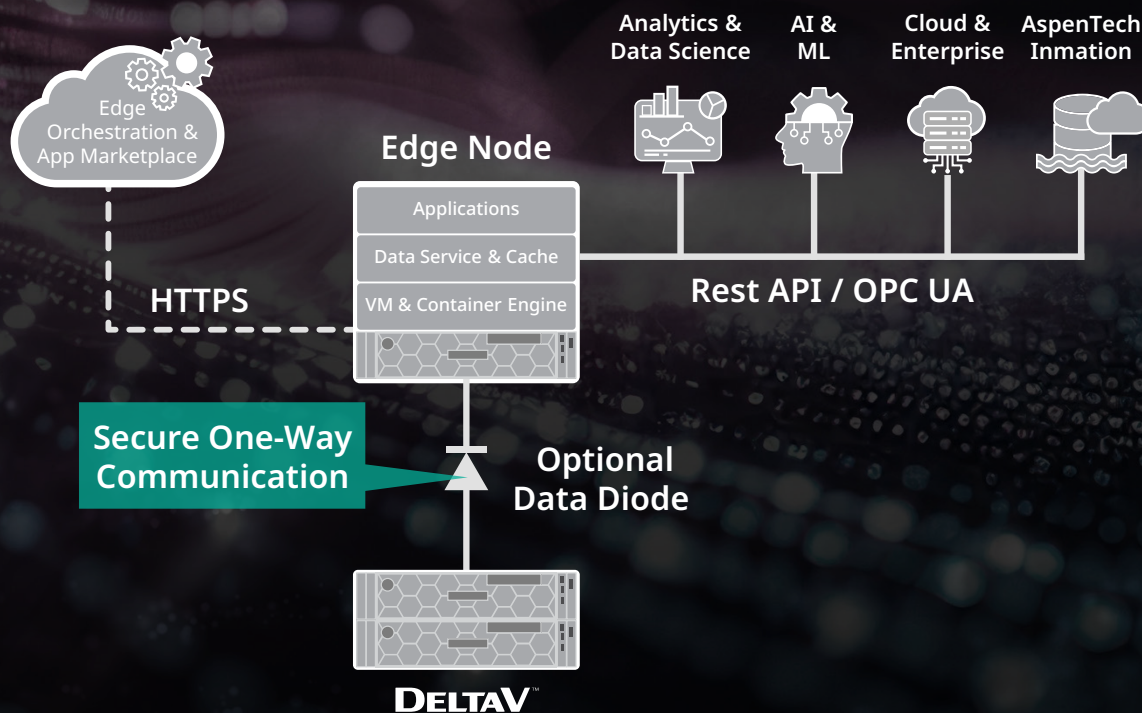 Analytics &
Data Science
AI &
ML
Cloud &
Enterprise
AspenTech
Inmation
Edge
Orchestration &
App Marketplace
Edge Node
Applications
Data Service & Cache
VM & Container Engine
HTTPS
Rest API / OPC UA
Secure One-Way
Communication
Optional
Data Diode
DELTAV™